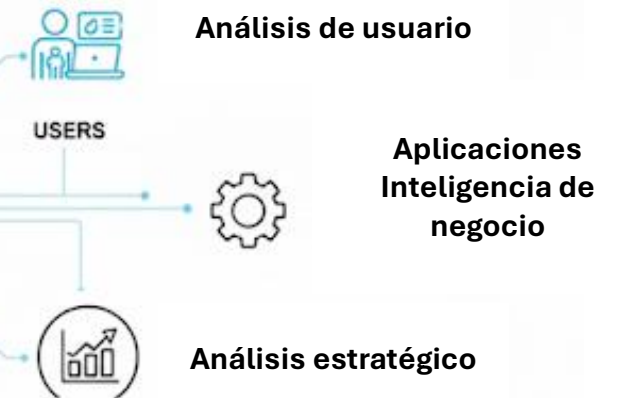 Análisis de usuario
USERS
Aplicaciones
Inteligencia de
negocio
Análisis estratégico